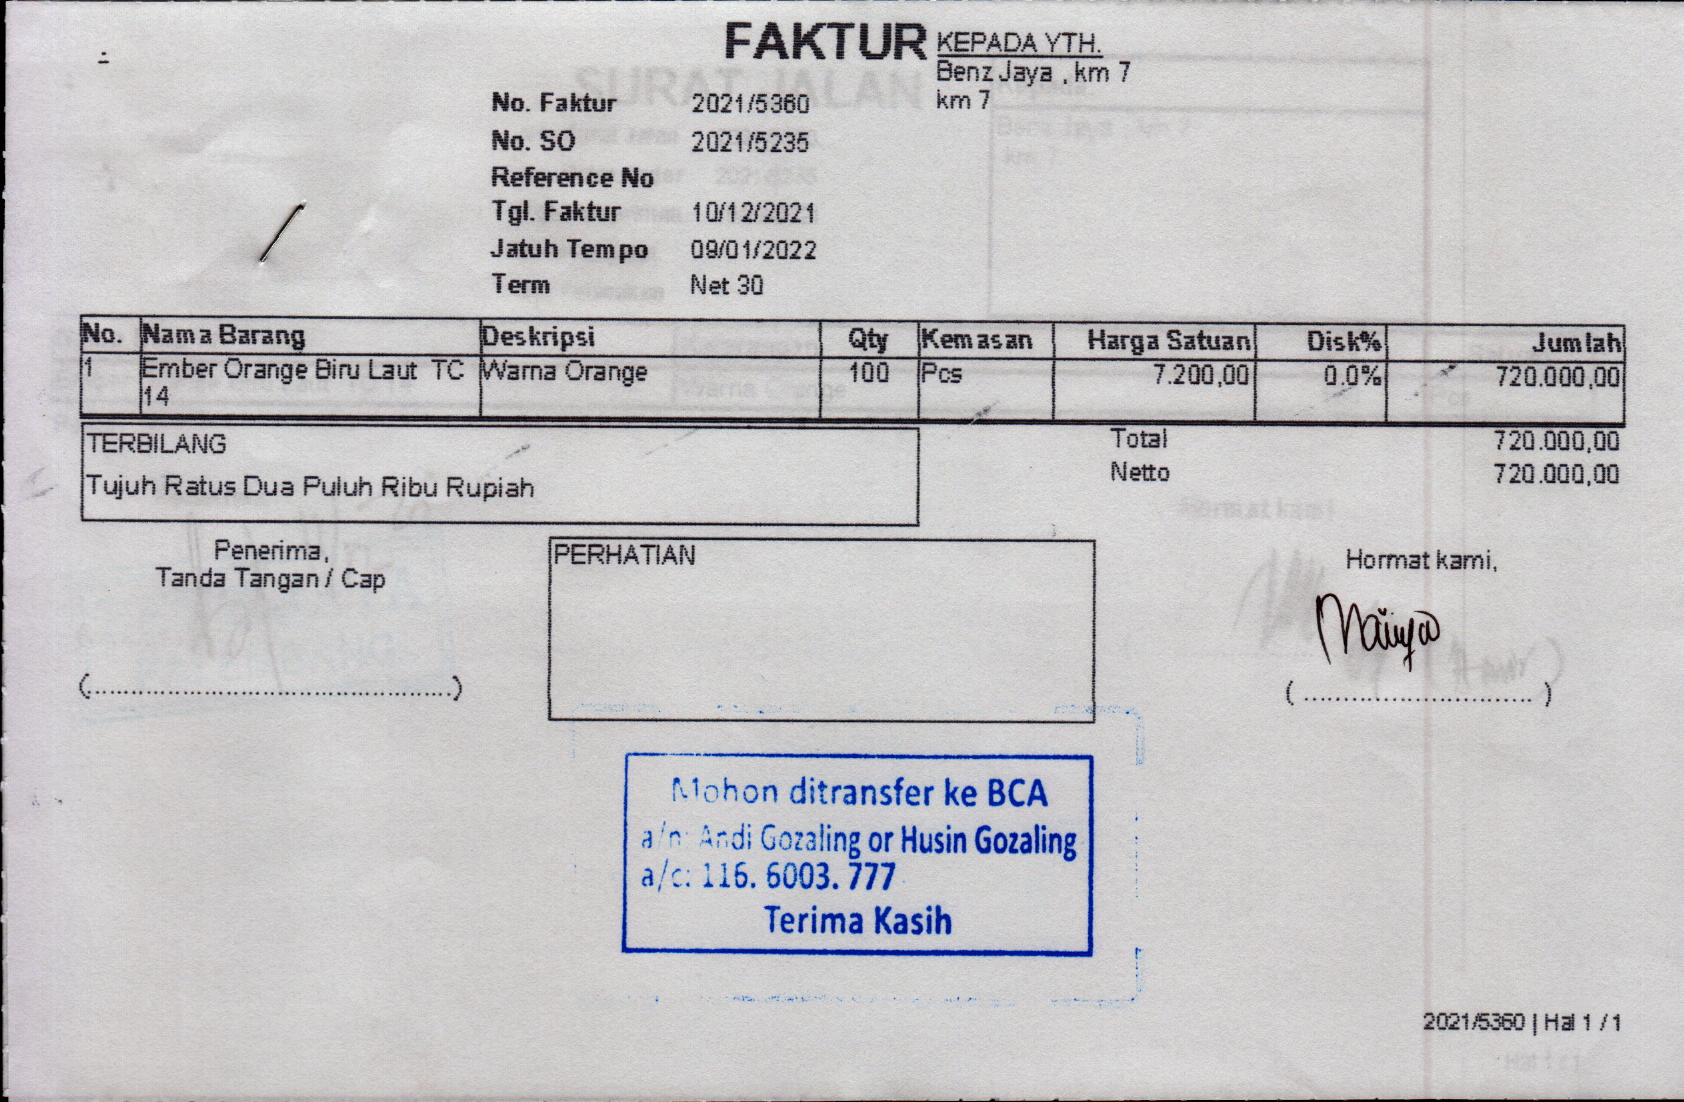 FAKTUR
KEPADA YTH.
Benz Jaya , km 7
km 7
No. Faktur 2021/5360
No. SO 2021/5235
Reference No
Tgl. Faktur 10/12/2021
Jatuh Tempo 09/01/2022
Term Net 30
No. Nama Barang Deskripsi Qty Kemasan Harga Satuan Disk% Jumlah
1 Ember Orange Biru Laut TC Warna Orange 100 Pcs 7.200,00 0.0% 720.000,00
14
TERBILANG
Tujuh Ratus Dua Puluh Ribu Rupiah
Total 720.000,00
Netto 720.000,00
Penerima,
Tanda Tangan / Cap
(..................................................)
PERHATIAN
Hormat kami,
( ................................ )
Mohon ditransfer ke BCA
a/n: Andi Gozaling or Husin Gozaling
a/c: 116. 6003. 777
Terima Kasih
2021/5360 | Hal 1 / 1